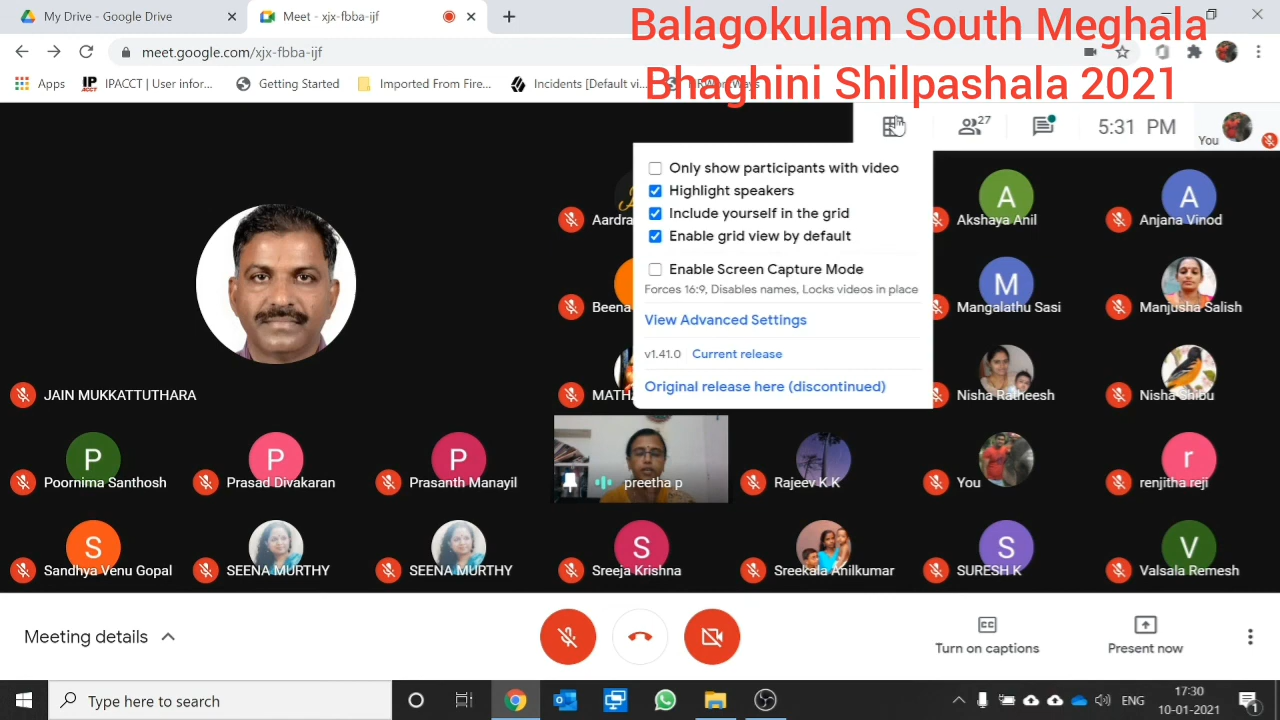 My Drive - Google Drive
Meet - xjx-fbba-ijf
Balagokulam South Meghala
Bhaghini Shilpashala 2021
meet.google.com/xjx-fbba-ijf
Apps
IP ACCT
IPACCT | User infor...
Getting Started
Imported From Fire...
Incidents [Default vi...
27
5:31 PM
You
Only show participants with video
Highlight speakers
Include yourself in the grid
Enable grid view by default
Enable Screen Capture Mode
Forces 16:9, Disables names, Locks videos in place
View Advanced Settings
v1.41.0 Current release
Original release here (discontinued)
Aardra
A
Akshaya Anil
A
Anjana Vinod
Beena
M
Mangalathu Sasi
Manjusha Salish
JAIN MUKKATTUTHARA
Nisha Ratheesh
Nisha Shibu
P
Poornima Santhosh
P
Prasad Divakaran
P
Prasanth Manayil
preetha p
Rajeev K K
You
r
renjitha reji
S
Sandhya Venu Gopal
SEENA MURTHY
SEENA MURTHY
S
Sreeja Krishna
Sreekala Anilkumar
S
SURESH K
V
Valsala Remesh
Meeting details
Turn on captions
Present now
Type here to search
ENG
17:30
10-01-2021
1